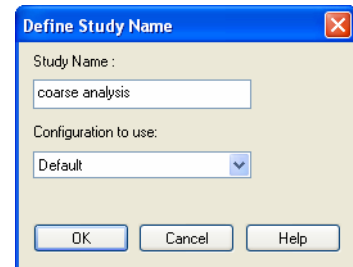 Define Study Name
Study Name :
coarse analysis
Configuration to use:
Default
OK Cancel Help